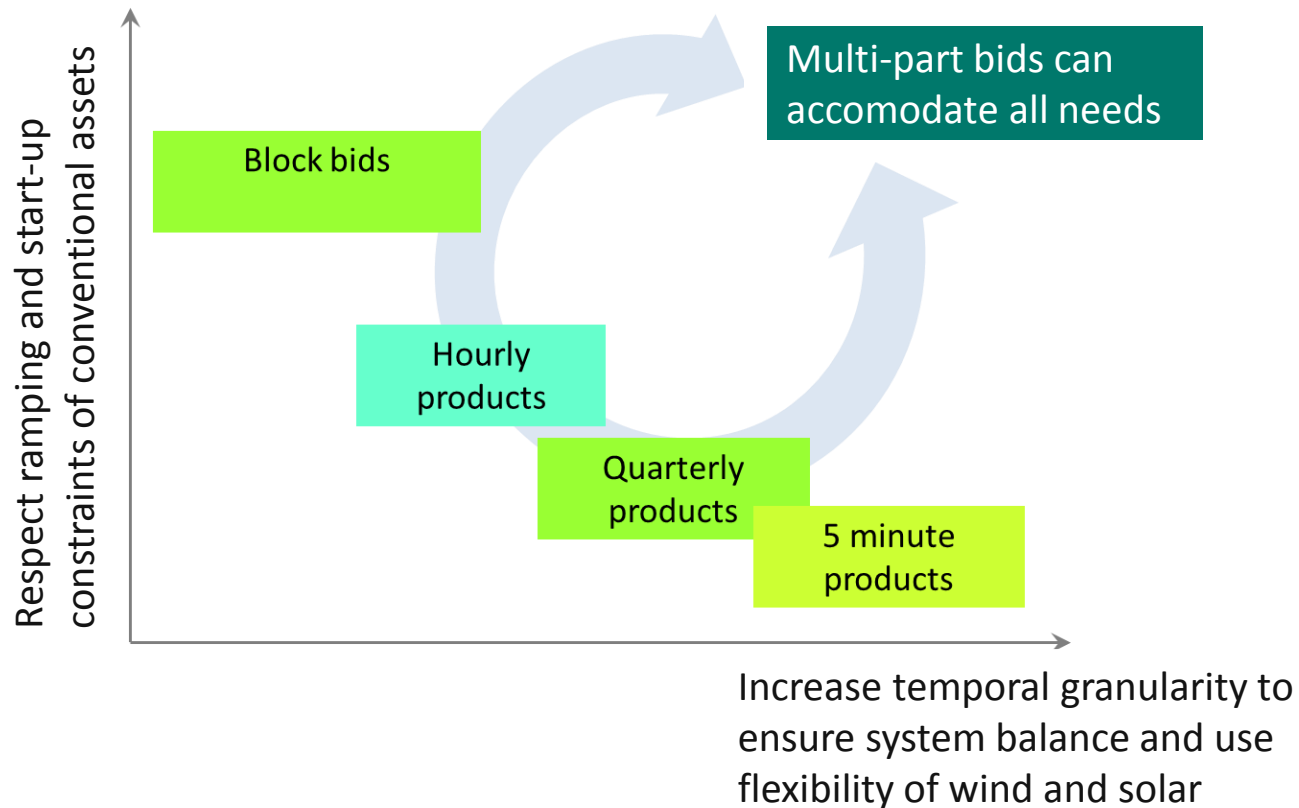 Respect ramping and start-up
constraints of conventional assets
Multi-part bids can
accomodate all needs
Block bids
Hourly
products
Quarterly
products
5 minute
products
Increase temporal granularity to
ensure system balance and use
flexibility of wind and solar